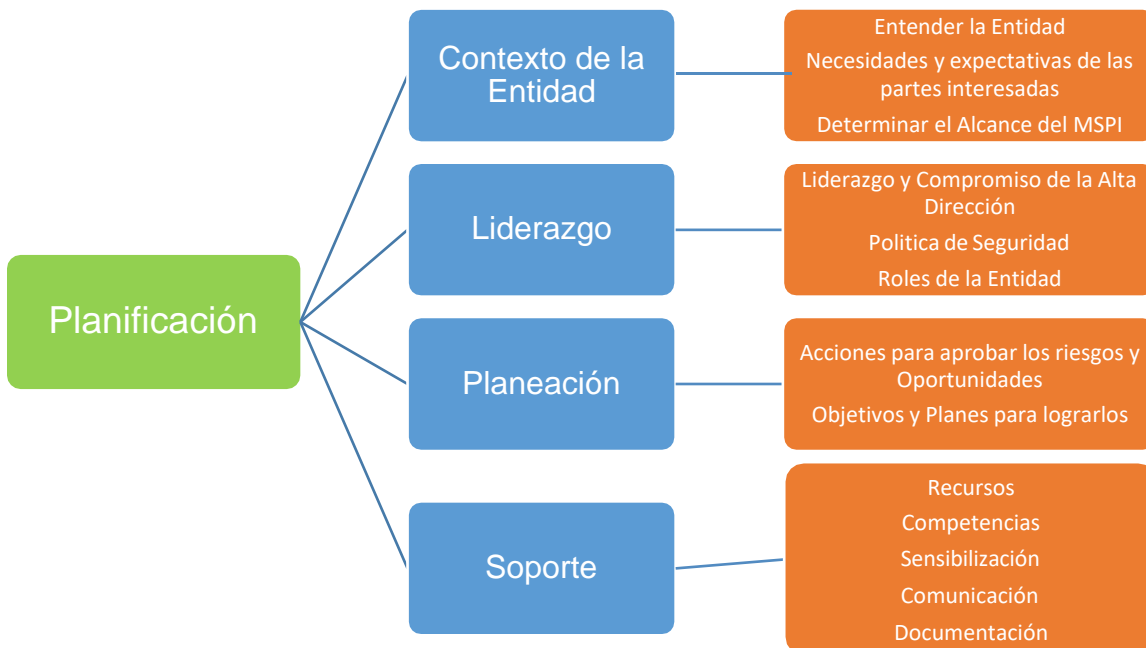 Planificación
Contexto de la
Entidad
Entender la Entidad
Necesidades y expectativas de las
partes interesadas
Determinar el Alcance del MSPI
Liderazgo
Liderazgo y Compromiso de la Alta
Dirección
Politica de Seguridad
Roles de la Entidad
Planeación
Acciones para aprobar los riesgos y
Oportunidades
Objetivos y Planes para lograrlos
Soporte
Recursos
Competencias
Sensibilización
Comunicación
Documentación